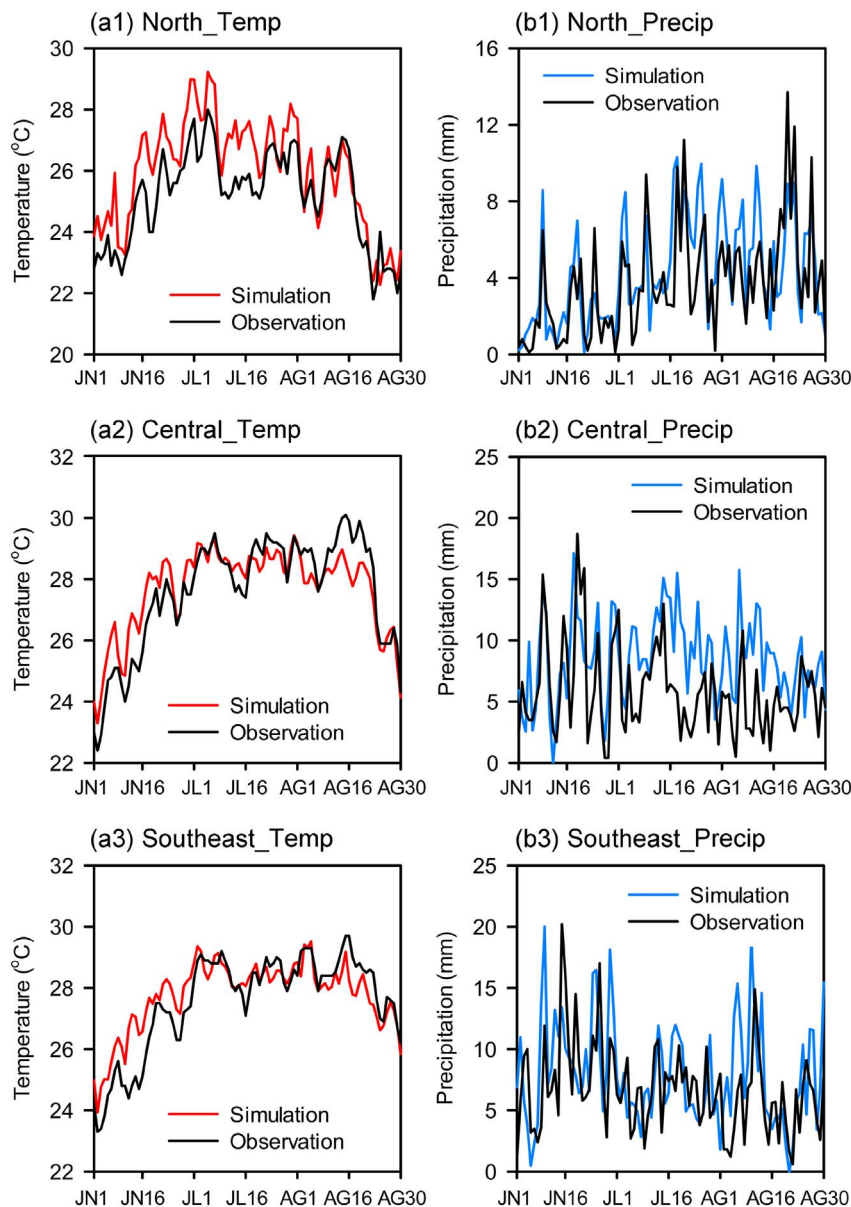 (a1) North_Temp
30
28
26
24
22
20
Temperature (°C)
Simulation
Observation
JN1 JN16 JL1 JL16 AG1 AG16 AG30
(b1) North_Precip
16
12
8
4
0
Precipitation (mm)
Simulation
Observation
JN1 JN16 JL1 JL16 AG1 AG16 AG30
(a2) Central_Temp
32
30
28
26
24
22
Temperature (°C)
Simulation
Observation
JN1 JN16 JL1 JL16 AG1 AG16 AG30
(b2) Central_Precip
25
20
15
10
5
0
Precipitation (mm)
Simulation
Observation
JN1 JN16 JL1 JL16 AG1 AG16 AG30
(a3) Southeast_Temp
32
30
28
26
24
22
Temperature (°C)
Simulation
Observation
JN1 JN16 JL1 JL16 AG1 AG16 AG30
(b3) Southeast_Precip
25
20
15
10
5
0
Precipitation (mm)
Simulation
Observation
JN1 JN16 JL1 JL16 AG1 AG16 AG30